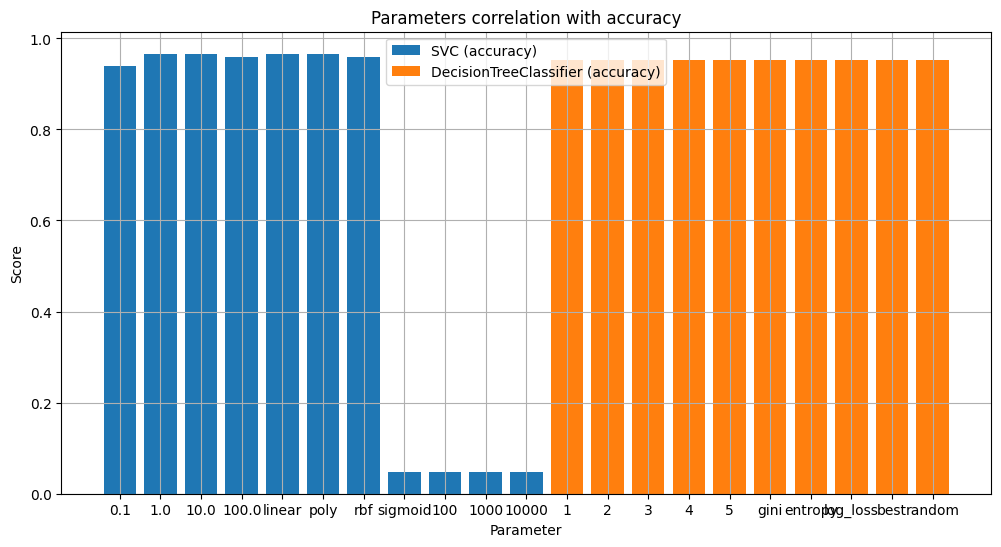 Parameters correlation with accuracy
SVC (accuracy)
DecisionTreeClassifier (accuracy)
Score
1.0
0.8
0.6
0.4
0.2
0.0
0.1 1.0 10.0 100.0 linear poly rbf sigmoid 100 1000 10000 1 2 3 4 5 gini entropy log_loss best random
Parameter